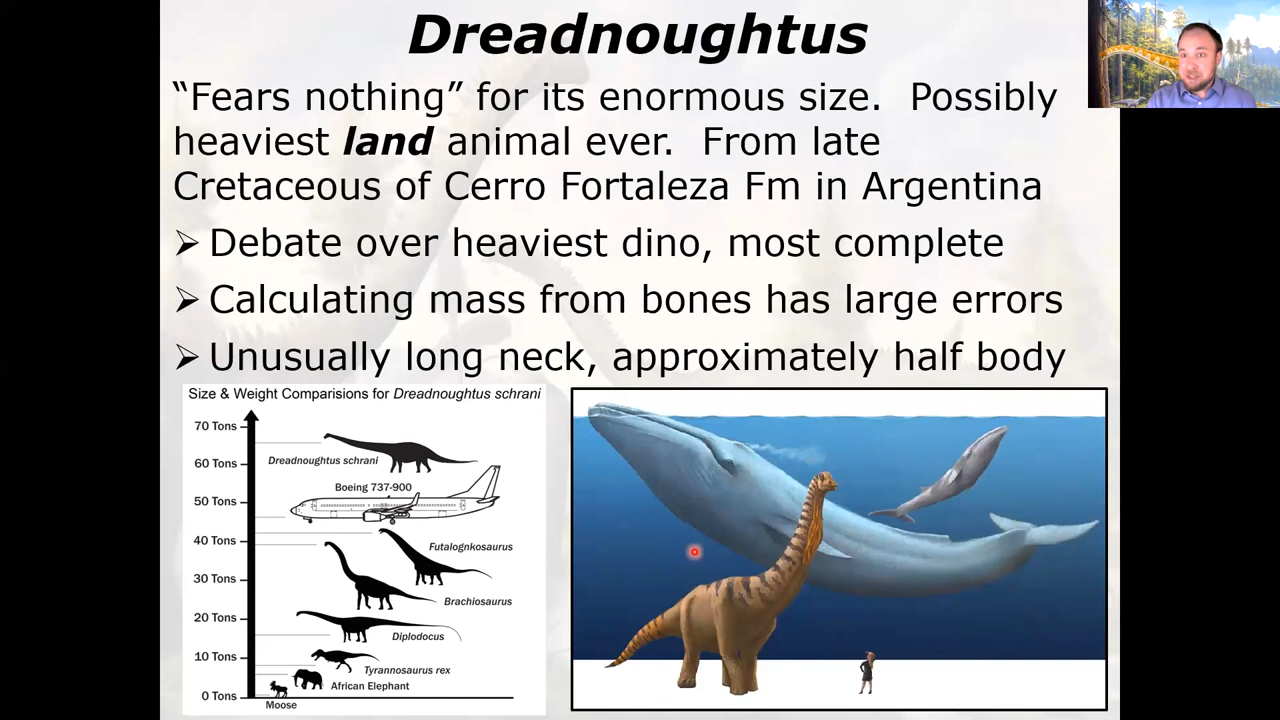 Dreadnoughtus
“Fears nothing” for its enormous size. Possibly
heaviest land animal ever. From late
Cretaceous of Cerro Fortaleza Fm in Argentina
➢ Debate over heaviest dino, most complete
➢ Calculating mass from bones has large errors
➢ Unusually long neck, approximately half body
Size & Weight Comparisions for Dreadnoughtus schrani
70 Tons
Dreadnoughtus schrani
60 Tons
Boeing 737-900
50 Tons
40 Tons
Futalognkosaurus
30 Tons
Brachiosaurus
20 Tons
Diplodocus
10 Tons
Tyrannosaurus rex
African Elephant
0 Tons
Moose